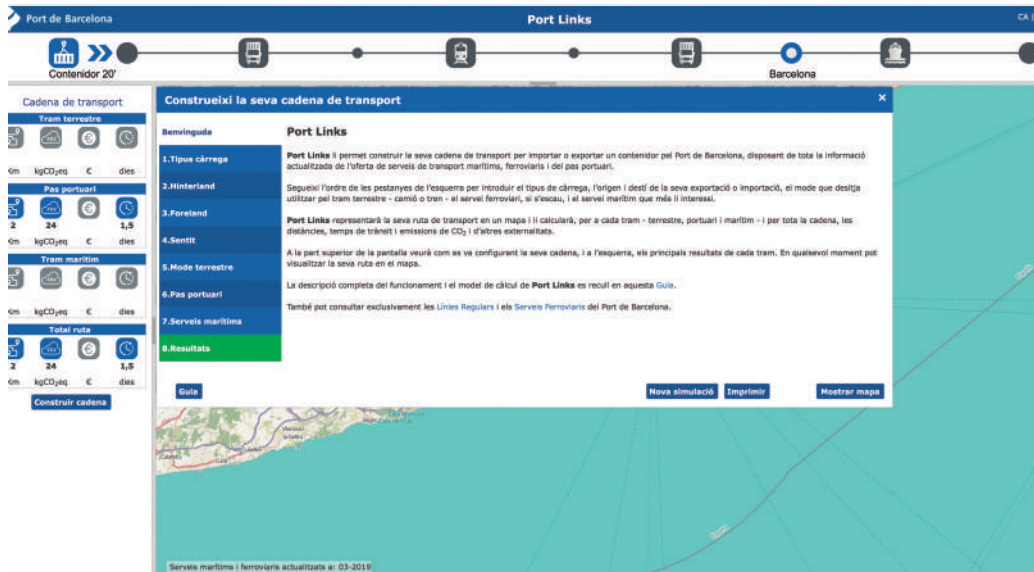 Port de Barcelona
Port Links
CA |
Contenidor 20'
Barcelona
Cadena de transport
Tram terrestre
Km kgCO₂eq € dies
Pas portuari
2 24 1,5
Km kgCO₂eq € dies
Tram marítim
Km kgCO₂eq € dies
Total ruta
2 24 1,5
Km kgCO₂eq € dies
Construir cadena
Construeixi la seva cadena de transport
×
Benvinguda
1.Tipus càrrega
2.Hinterland
3.Foreland
4.Sentit
5.Mode terrestre
6.Pas portuari
7.Serveis marítims
8.Resultats
Port Links
Port Links li permet construir la seva cadena de transport per importar o exportar un contenidor pel Port de Barcelona, disposant de tota la informació
actualitzada de l'oferta de serveis de transport marítims, ferroviaris i del pas portuari.
Segueixi l'ordre de les pestanyes de l'esquerra per introduir el tipus de càrrega, l'origen i destí de la seva exportació o importació, el mode que desitja
utilitzar pel tram terrestre - camió o tren - el servei ferroviari, si s'escau, i el servei marítim que més li interessi.
Port Links representarà la seva ruta de transport en un mapa i li calcularà, per a cada tram - terrestre, portuari i marítim - i per tota la cadena, les
distàncies, temps de trànsit i emissions de CO₂ i d'altres externalitats.
A la part superior de la pantalla veurà com es va configurant la seva cadena, i a l'esquerra, els principals resultats de cada tram. En qualsevol moment pot
visualitzar la seva ruta en el mapa.
La descripció completa del funcionament i el model de càlcul de Port Links es recull en aquesta Guia.
També pot consultar exclusivament les Línies Regulars i els Serveis Ferroviaris del Port de Barcelona.
Guia
Nova simulació
Imprimir
Mostrar mapa
Serveis marítims i ferroviaris actualitzats a: 03-2019